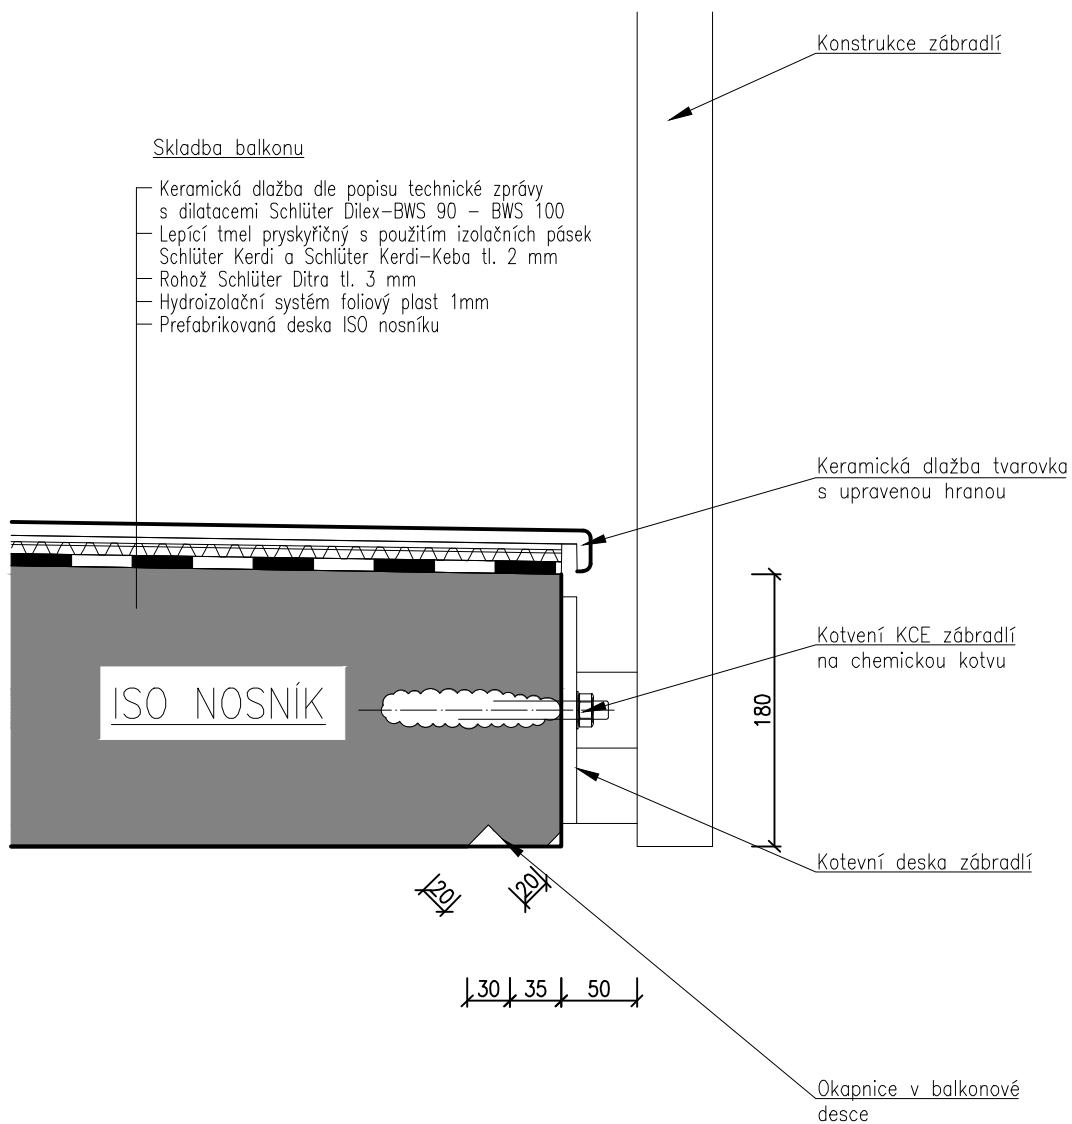 Konstrukce zábradlí
Skladba balkonu
Keramická dlažba dle popisu technické zprávy
s dilatacemi Schlüter Dilex-BWS 90 - BWS 100
Lepící tmel pryskyřičný s použitím izolačních pásek
Schlüter Kerdi a Schlüter Kerdi-Keba tl. 2 mm
Rohož Schlüter Ditra tl. 3 mm
Hydroizolační systém foliový plast 1mm
Prefabrikovaná deska ISO nosníku
Keramická dlažba tvarovka
s upravenou hranou
Kotvení KCE zábradlí
na chemickou kotvu
ISO NOSNÍK
180
Kotevní deska zábradlí
20
20
30 35 50
Okapnice v balkonové
desce